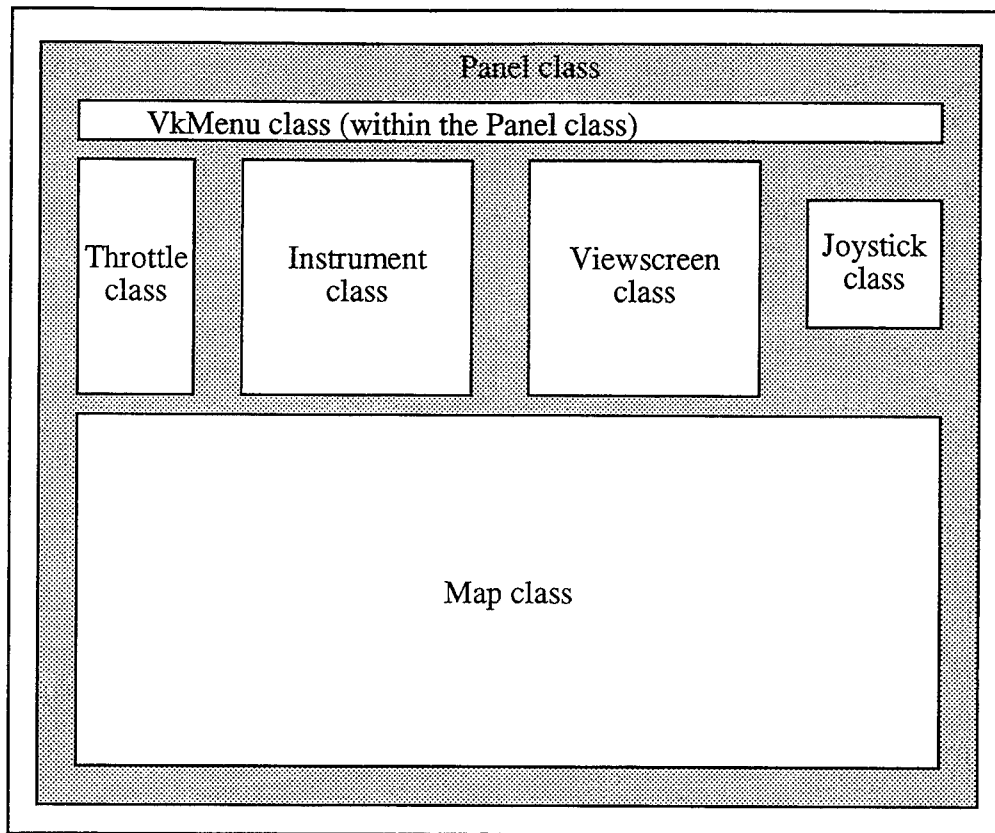 Panel class
VkMenu class (within the Panel class)
Throttle
class
Instrument
class
Viewscreen
class
Joystick
class
Map class